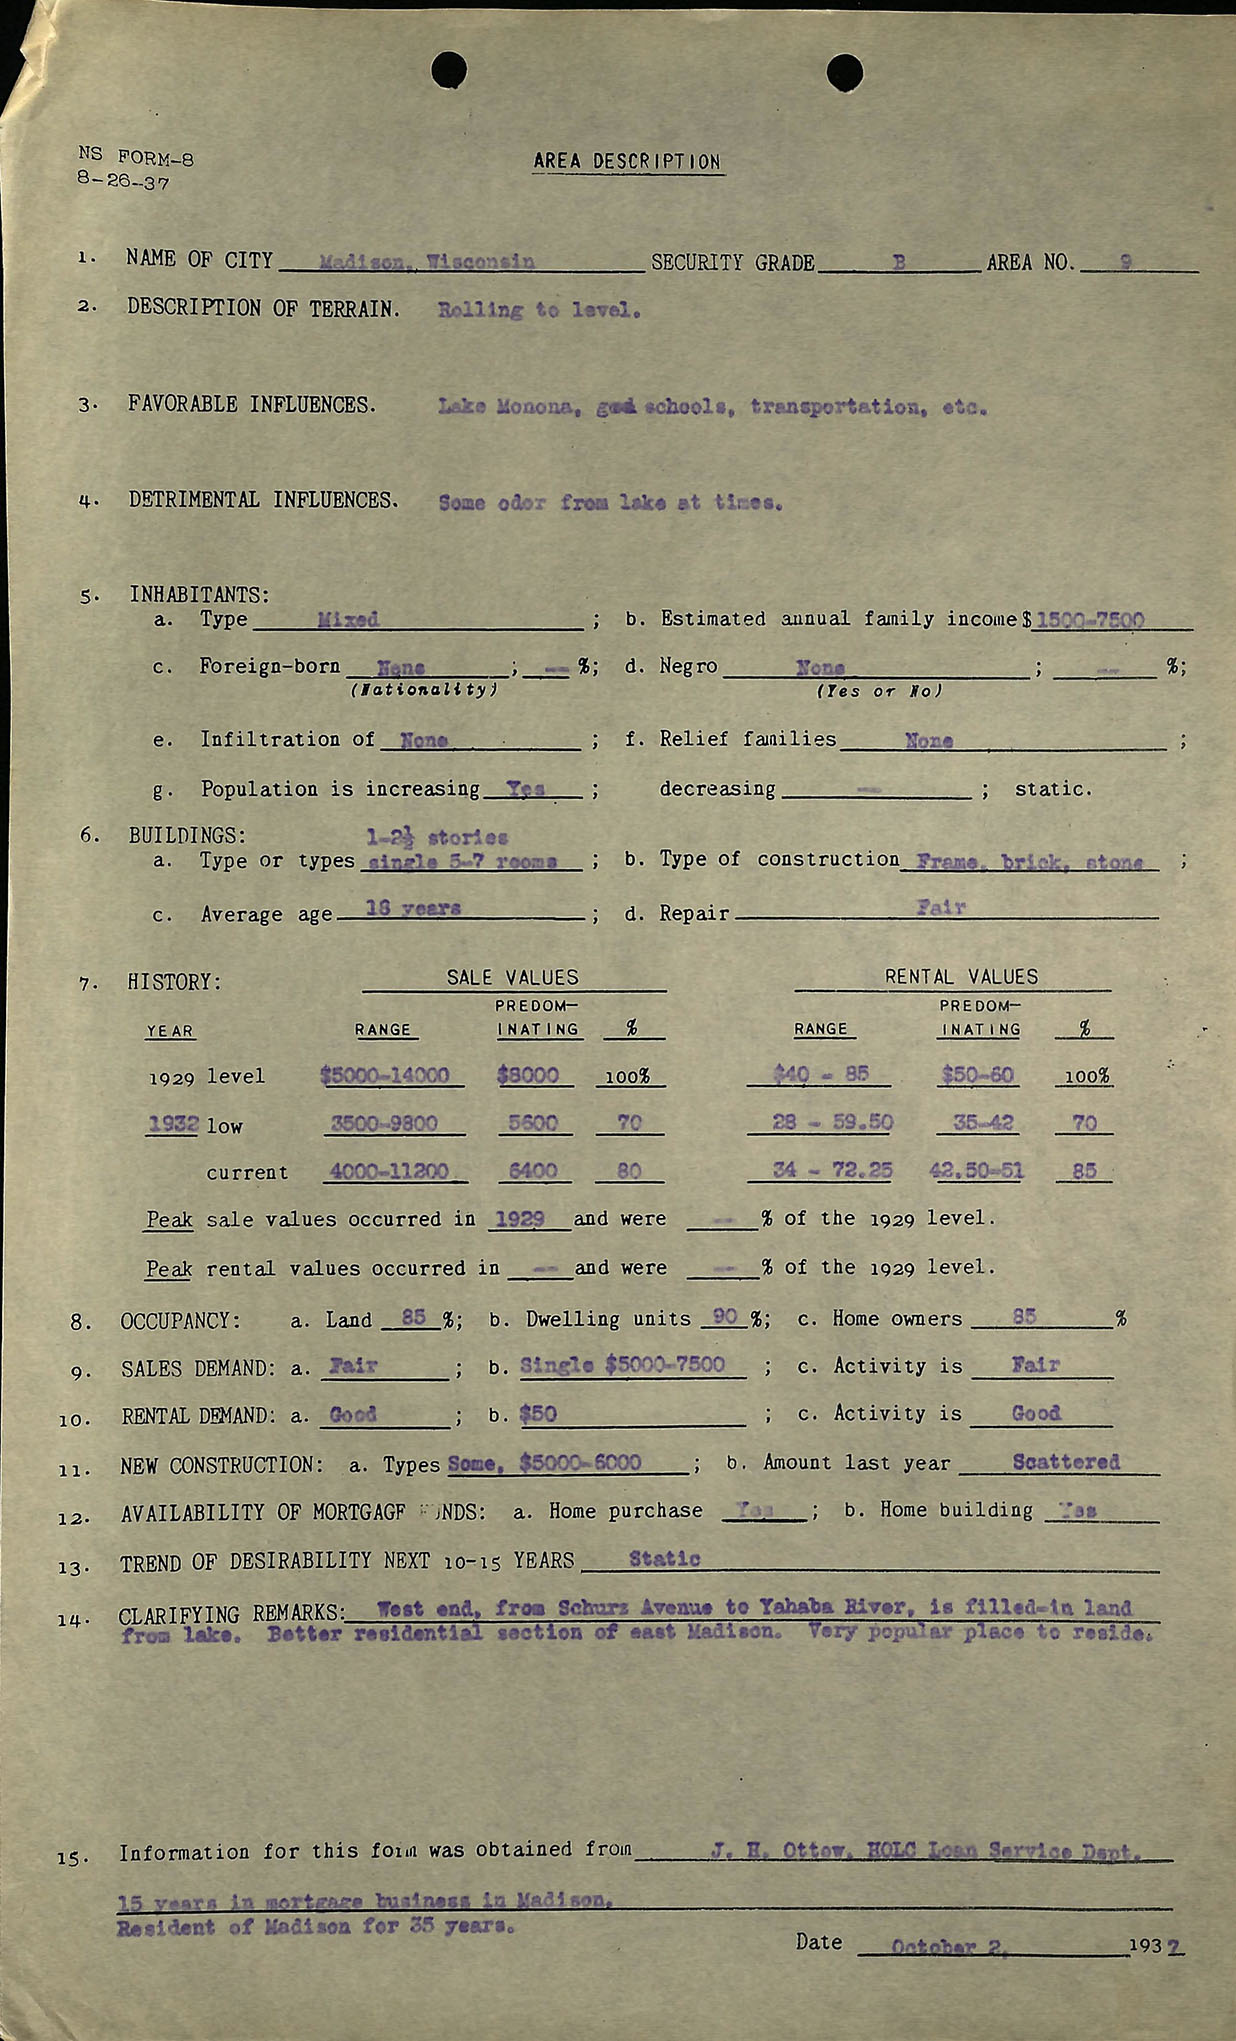 NS FORM-8
8-26-37
AREA DESCRIPTION
1. NAME OF CITY Madison, Wisconsin SECURITY GRADE B AREA NO. 9
2. DESCRIPTION OF TERRAIN. Rolling to level.
3. FAVORABLE INFLUENCES. Lake Monona, good schools, transportation, etc.
4. DETRIMENTAL INFLUENCES. Some odor from lake at times.
5. INHABITANTS:
a. Type Mixed ; b. Estimated annual family income $ 1500-7500
c. Foreign-born None ; -- %; d. Negro None ; -- %;
(Nationality) (Yes or No)
e. Infiltration of None ; f. Relief families None ;
g. Population is increasing Yes ; decreasing -- ; static.
6. BUILDINGS: 1-2½ stories
a. Type or types single 5-7 rooms ; b. Type of construction Frame, brick, stone ;
c. Average age 18 years ; d. Repair Fair
7. HISTORY: SALE VALUES RENTAL VALUES
PREDOM- PREDOM-
YEAR RANGE INATING % RANGE INATING %
1929 level $5000-14000 $8000 100% $40 - 85 $50-60 100%
1932 low 3500-9800 5600 70 28 - 59.50 35-42 70
current 4000-11200 6400 80 34 - 72.25 42.50-51 85
Peak sale values occurred in 1929 and were -- % of the 1929 level.
Peak rental values occurred in -- and were -- % of the 1929 level.
8. OCCUPANCY: a. Land 85 %; b. Dwelling units 90 %; c. Home owners 85 %
9. SALES DEMAND: a. Fair ; b. Single $5000-7500 ; c. Activity is Fair
10. RENTAL DEMAND: a. Good ; b. $50 ; c. Activity is Good
11. NEW CONSTRUCTION: a. Types Some, $5000-6000 ; b. Amount last year Scattered
12. AVAILABILITY OF MORTGAGE FUNDS: a. Home purchase Yes ; b. Home building Yes
13. TREND OF DESIRABILITY NEXT 10-15 YEARS Static
14. CLARIFYING REMARKS: West end, from Schurz Avenue to Yahaba River, is filled-in land
from lake. Better residential section of east Madison. Very popular place to reside.
15. Information for this form was obtained from J. H. Ottow, HOLC Loan Service Dept.
15 years in mortgage business in Madison.
Resident of Madison for 35 years.
Date October 2, 1937